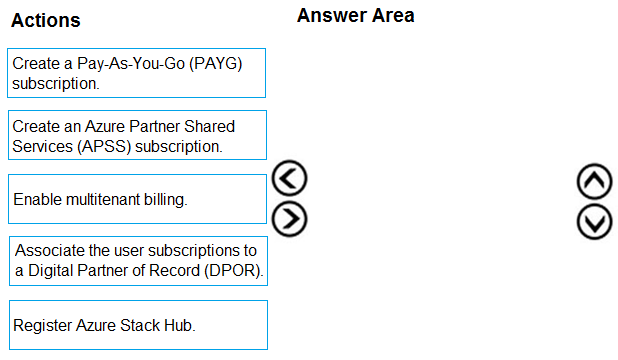 Actions
Answer Area
Create a Pay-As-You-Go (PAYG)
subscription.
Create an Azure Partner Shared
Services (APSS) subscription.
Enable multitenant billing.
Associate the user subscriptions to
a Digital Partner of Record (DPOR).
Register Azure Stack Hub.